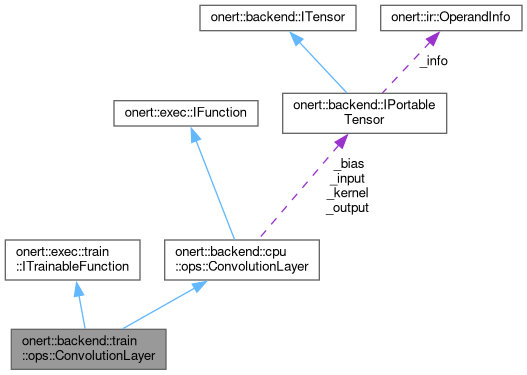 onert::backend::ITensor
onert::ir::OperandInfo
_info
onert::backend::IPortable
Tensor
onert::exec::IFunction
_bias
_input
_kernel
_output
onert::exec::train
::ITrainableFunction
onert::backend::cpu
::ops::ConvolutionLayer
onert::backend::train
::ops::ConvolutionLayer